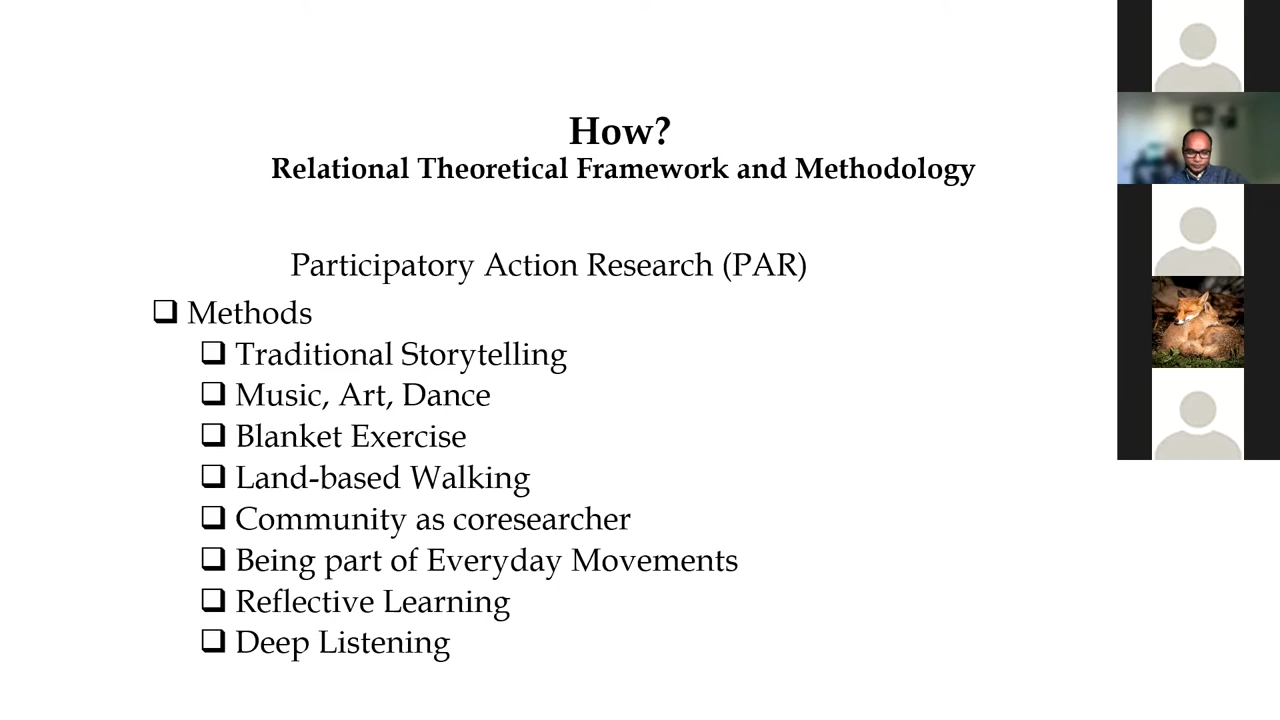 How?
Relational Theoretical Framework and Methodology
Participatory Action Research (PAR)
❑ Methods
❑ Traditional Storytelling
❑ Music, Art, Dance
❑ Blanket Exercise
❑ Land-based Walking
❑ Community as coresearcher
❑ Being part of Everyday Movements
❑ Reflective Learning
❑ Deep Listening